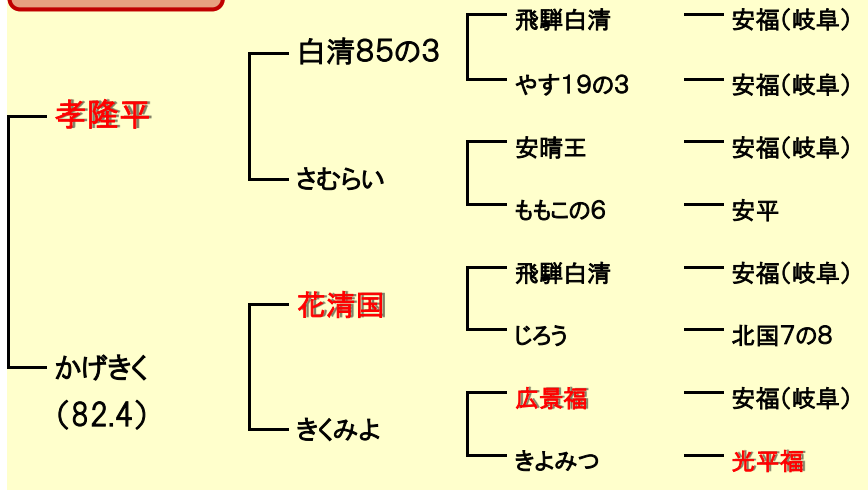 飛騨白清 安福(岐阜)
白清85の3
やす19の3 安福(岐阜)
孝隆平
安晴王 安福(岐阜)
さむらい
ももこの6 安平
飛騨白清 安福(岐阜)
花清国
じろう 北国7の8
かげきく
(82.4)
広景福 安福(岐阜)
きくみよ
きよみつ 光平福